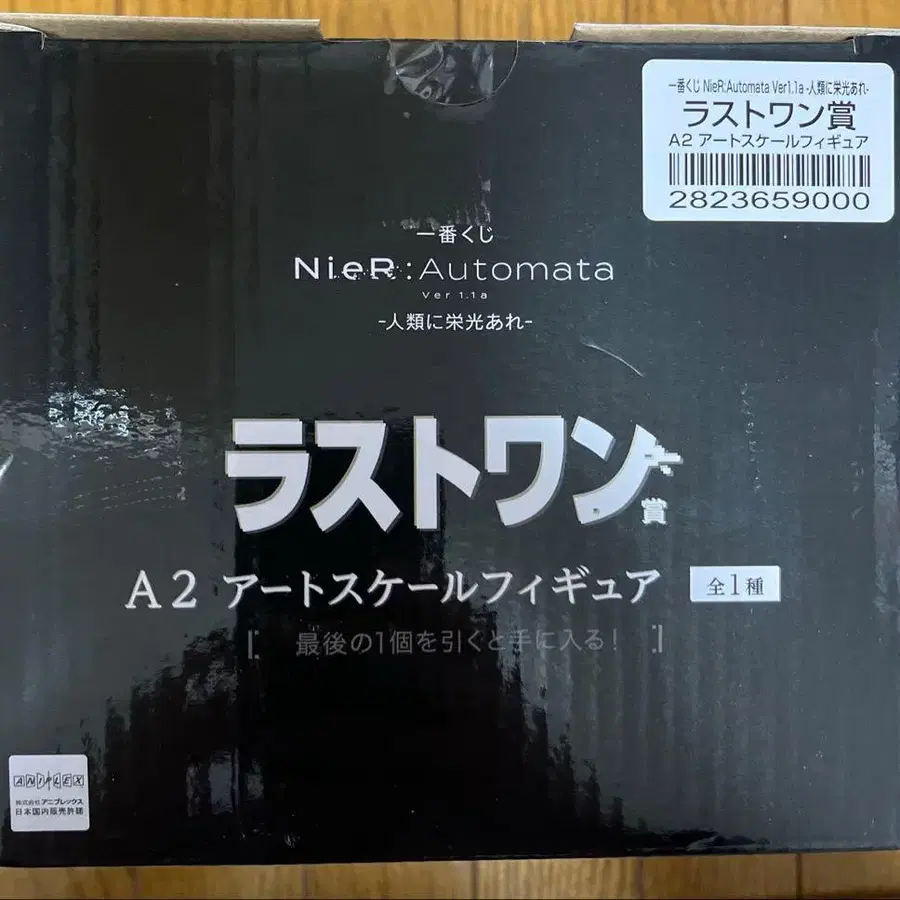 一番くじ NieR:Automata Ver1.1a -人類に栄光あれ-
ラストワン賞
A2 アートスケールフィギュア
2823659000
一番くじ
NieR:Automata
Ver 1.1a
-人類に栄光あれ-
ラストワン賞
A2 アートスケールフィギュア 全1種
最後の1個を引くと手に入る!
ANIPLEX
株式会社アニプレックス
日本国内販売許諾